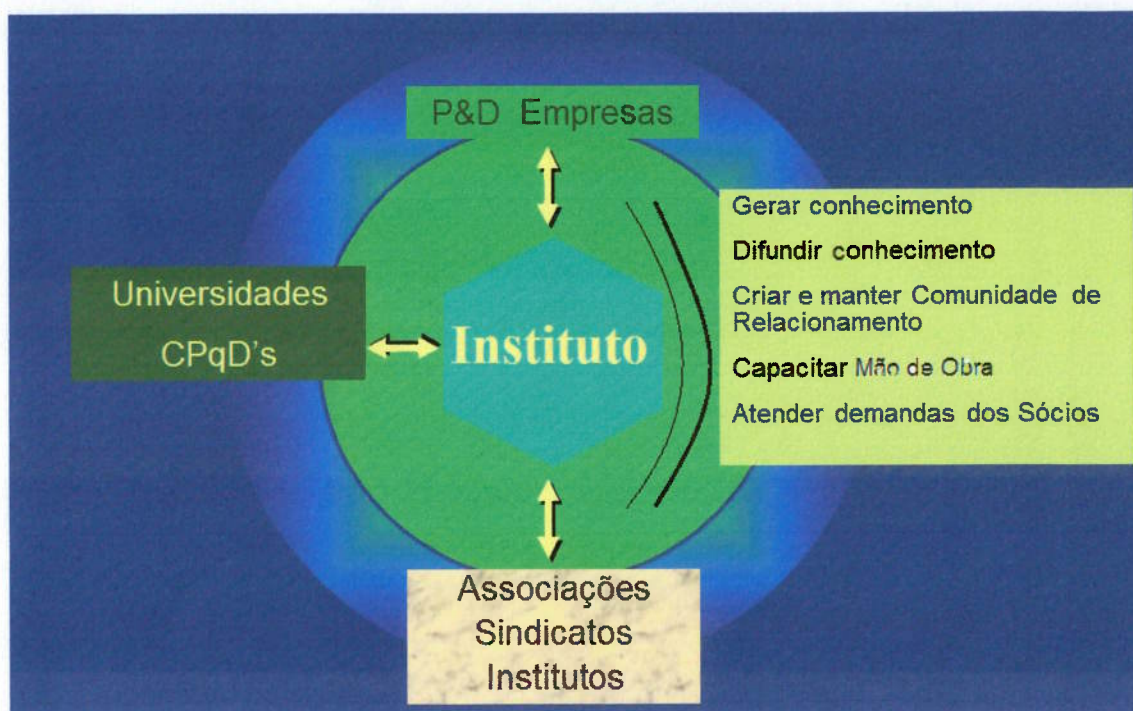 P&D Empresas
Gerar conhecimento
Difundir conhecimento
Criar e manter Comunidade de
Relacionamento
Capacitar Mão de Obra
Atender demandas dos Sócios
Universidades
CPqD's
Instituto
Associações
Sindicatos
Institutos